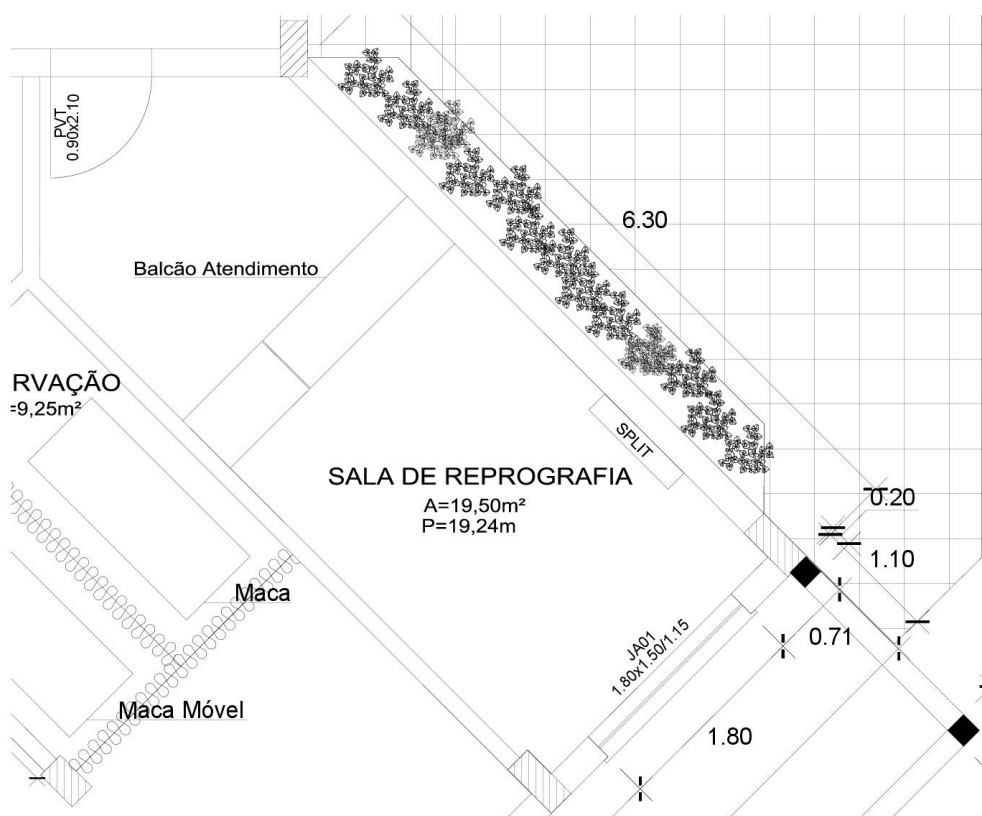 PVT
0.90x2.10
6.30
Balcão Atendimento
RVAÇÃO
=9,25m²
SPLIT
SALA DE REPROGRAFIA
A=19,50m²
P=19,24m
0.20
1.10
Maca
0.71
JA01
1.80x1.50/1.15
Maca Móvel
1.80